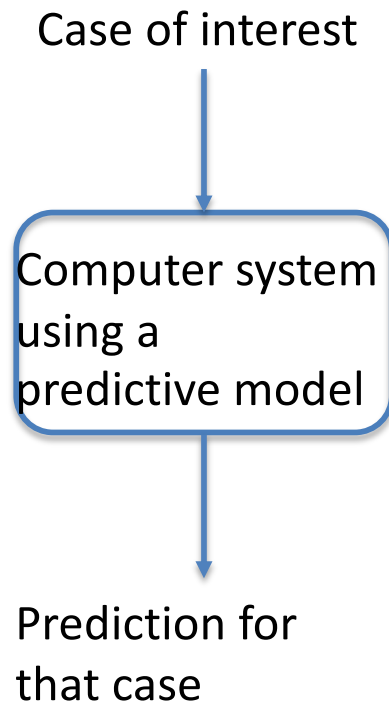 Case of interest
Computer system
using a
predictive model
Prediction for
that case